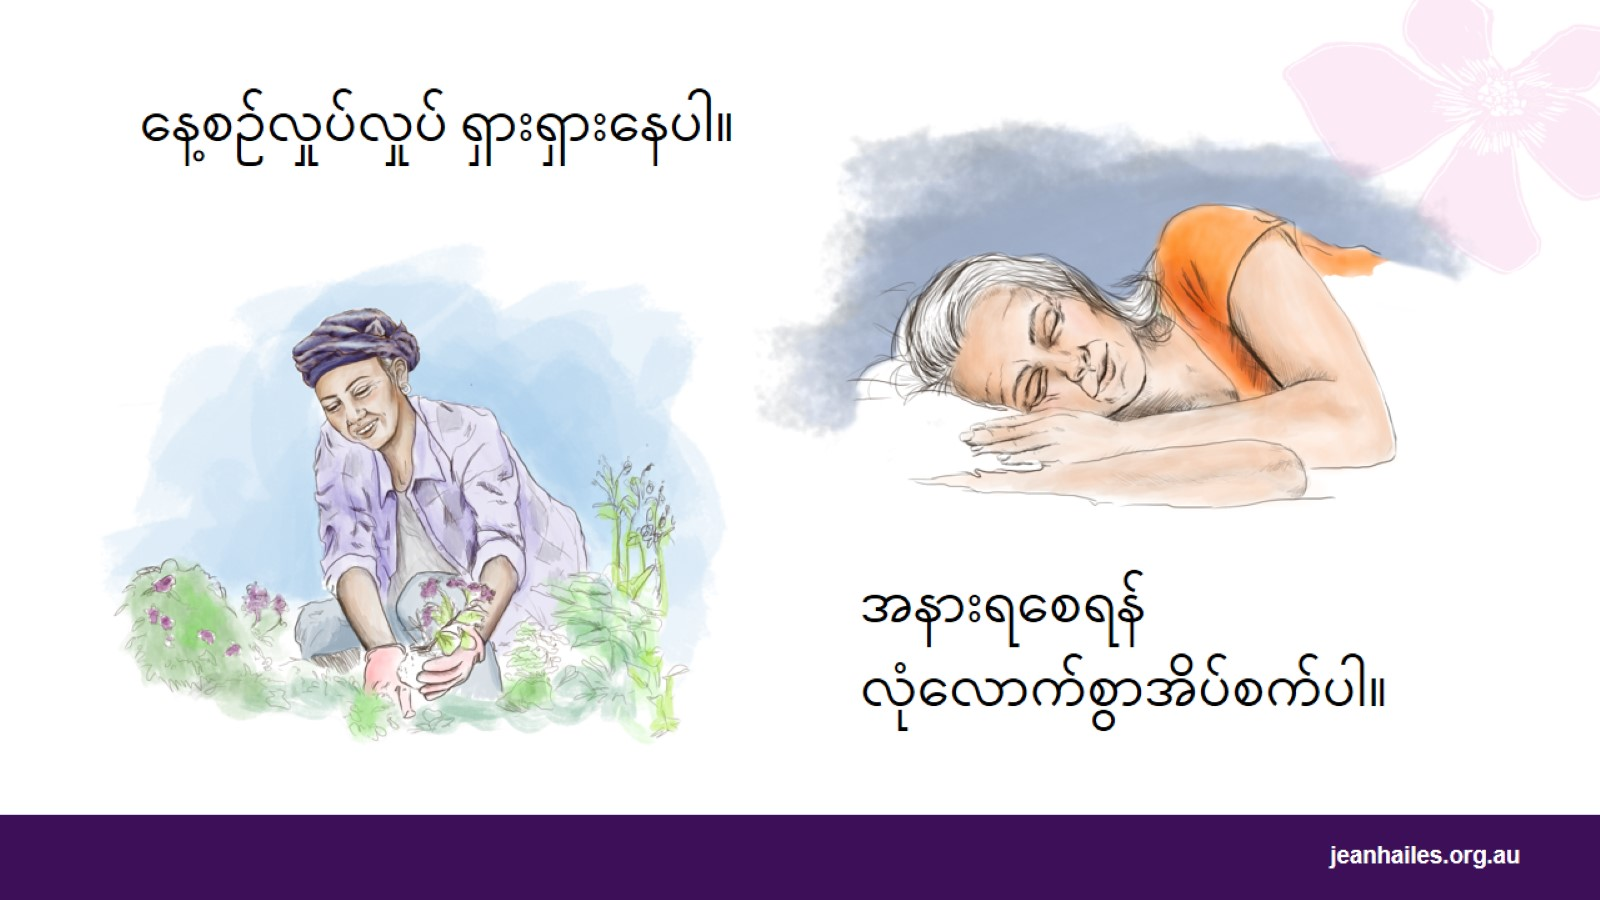 နေ့စဉ်လှုပ်လှုပ် ရှားရှားနေပါ။
အနားရစေရန်
လုံလောက်စွာအိပ်စက်ပါ။
jeanhailes.org.au